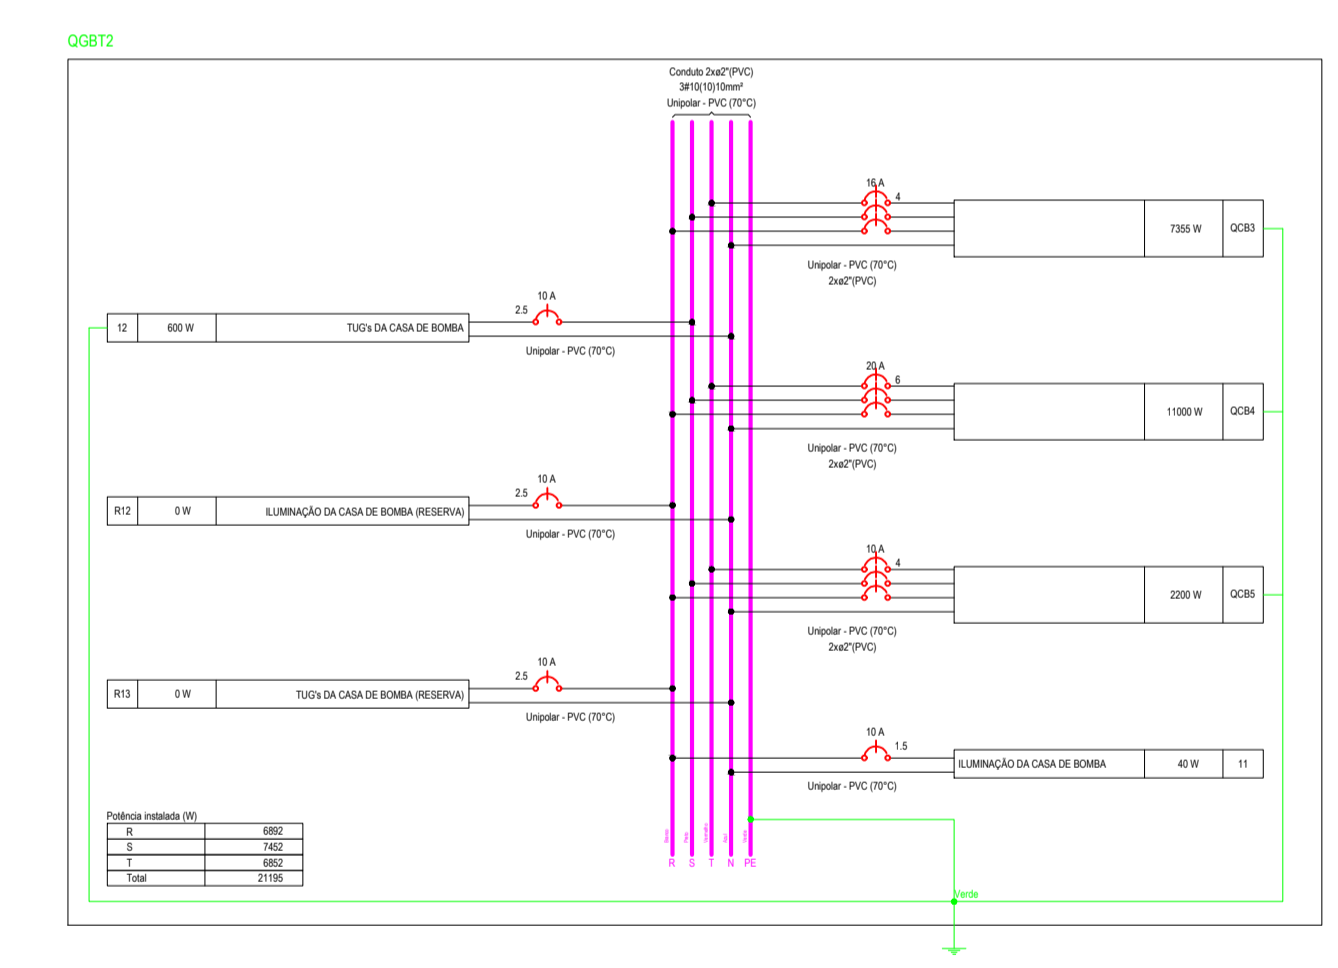 QGBT2
Conduto 2xø2"(PVC)
3#10(10)10mm²
Unipolar - PVC (70°C)
16 A
4
7355 W
QCB3
Unipolar - PVC (70°C)
2xø2"(PVC)
10 A
2.5
12
600 W
TUG's DA CASA DE BOMBA
Unipolar - PVC (70°C)
20 A
6
11000 W
QCB4
Unipolar - PVC (70°C)
2xø2"(PVC)
10 A
2.5
R12
0 W
ILUMINAÇÃO DA CASA DE BOMBA (RESERVA)
Unipolar - PVC (70°C)
10 A
4
2200 W
QCB5
Unipolar - PVC (70°C)
2xø2"(PVC)
10 A
2.5
R13
0 W
TUG's DA CASA DE BOMBA (RESERVA)
Unipolar - PVC (70°C)
10 A
1.5
ILUMINAÇÃO DA CASA DE BOMBA
40 W
11
Unipolar - PVC (70°C)
Potência instalada (W)
R 6892
S 7452
T 6852
Total 21195
Vermelho
Azul
Verde
R S T N PE
Verde